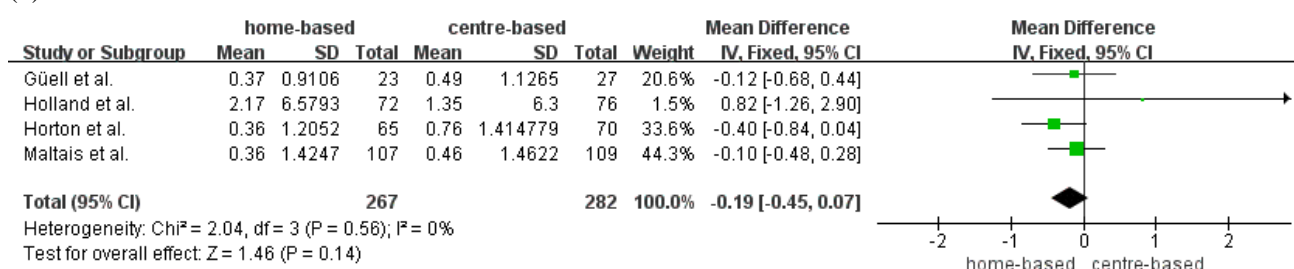 home-based centre-based Mean Difference Mean Difference
Study or Subgroup Mean SD Total Mean SD Total Weight IV, Fixed, 95% CI IV, Fixed, 95% CI
Güell et al. 0.37 0.9106 23 0.49 1.1265 27 20.6% -0.12 [-0.68, 0.44]
Holland et al. 2.17 6.5793 72 1.35 6.3 76 1.5% 0.82 [-1.26, 2.90]
Horton et al. 0.36 1.2052 65 0.76 1.414779 70 33.6% -0.40 [-0.84, 0.04]
Maltais et al. 0.36 1.4247 107 0.46 1.4622 109 44.3% -0.10 [-0.48, 0.28]
Total (95% CI) 267 282 100.0% -0.19 [-0.45, 0.07]
Heterogeneity: Chi² = 2.04, df = 3 (P = 0.56); I² = 0%
Test for overall effect: Z = 1.46 (P = 0.14)
-2 -1 0 1 2
home-based centre-based